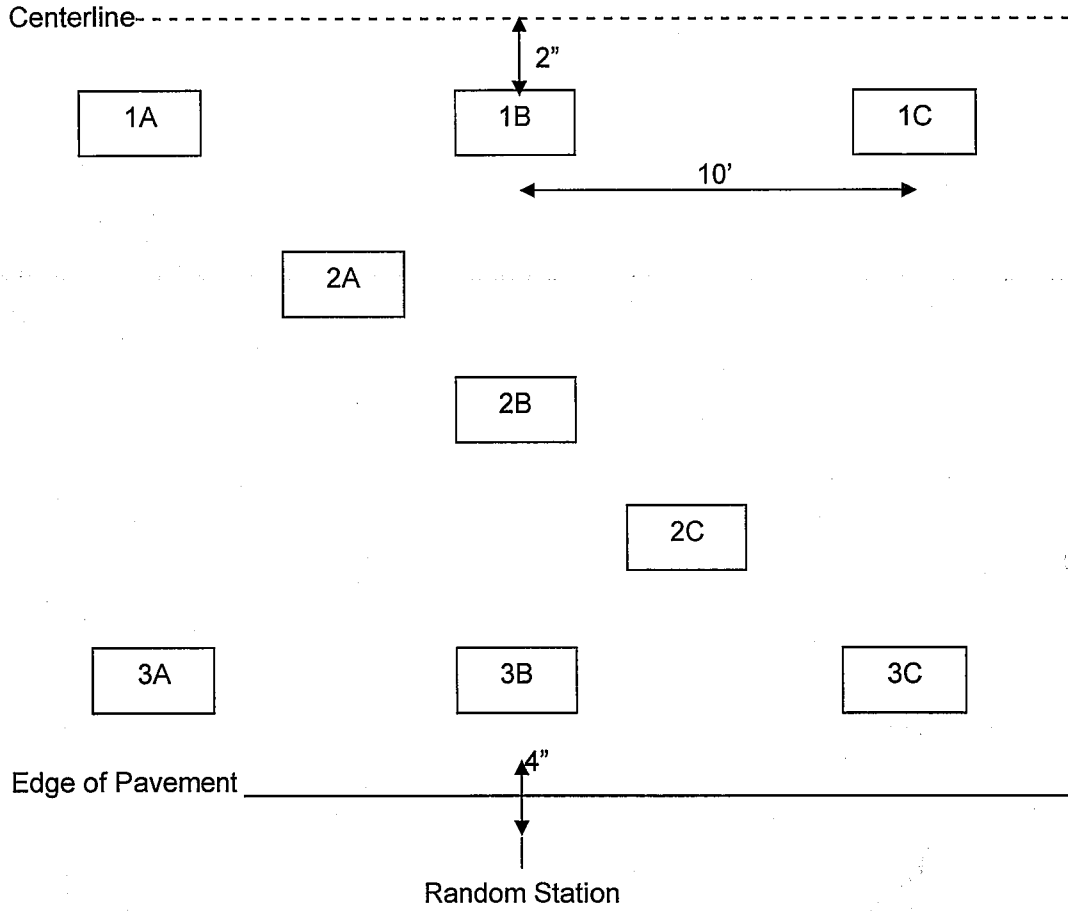 Centerline
2”
1A
1B
1C
10’
2A
2B
2C
3A
3B
3C
4”
Edge of Pavement
Random Station